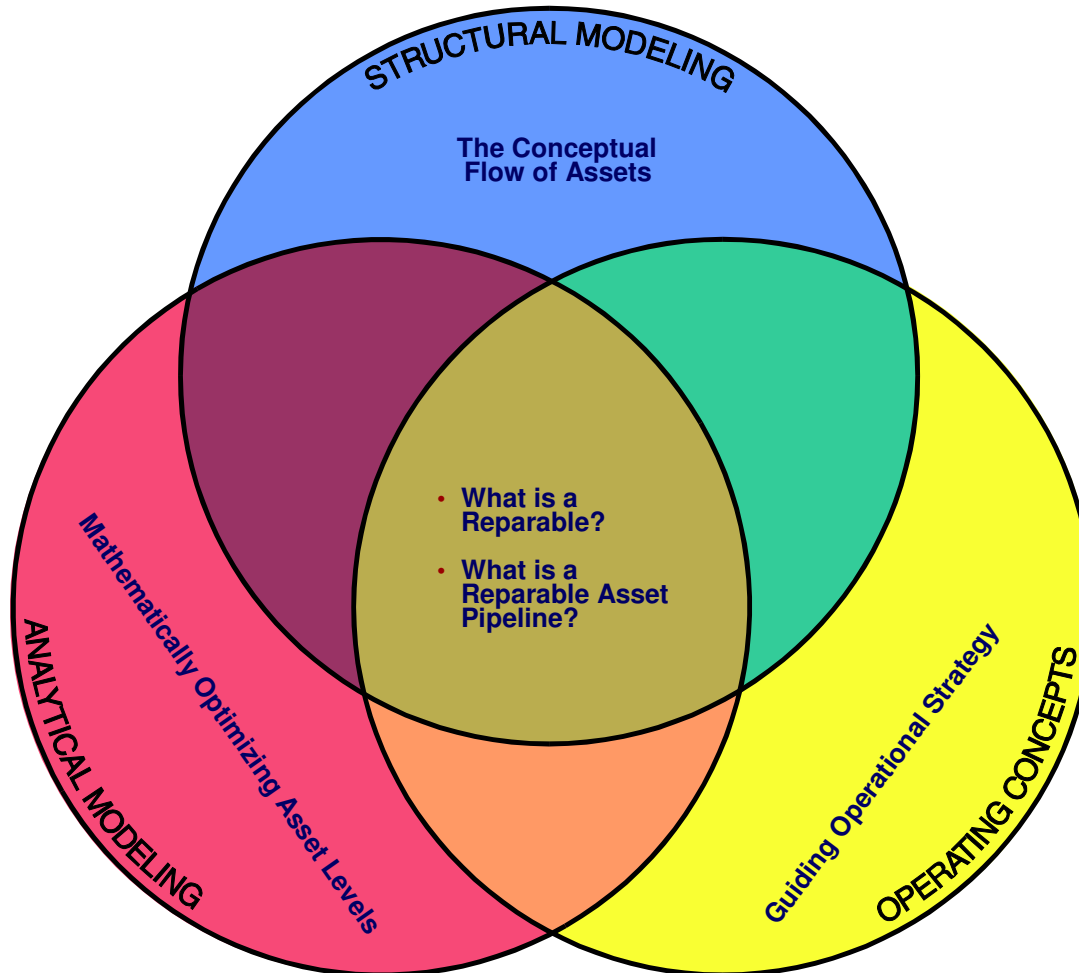 STRUCTURAL MODELING
The Conceptual
Flow of Assets
• What is a
Reparable?
• What is a
Reparable Asset
Pipeline?
ANALYTICAL MODELING
Mathematically Optimizing Asset Levels
Guiding Operational Strategy
OPERATING CONCEPTS